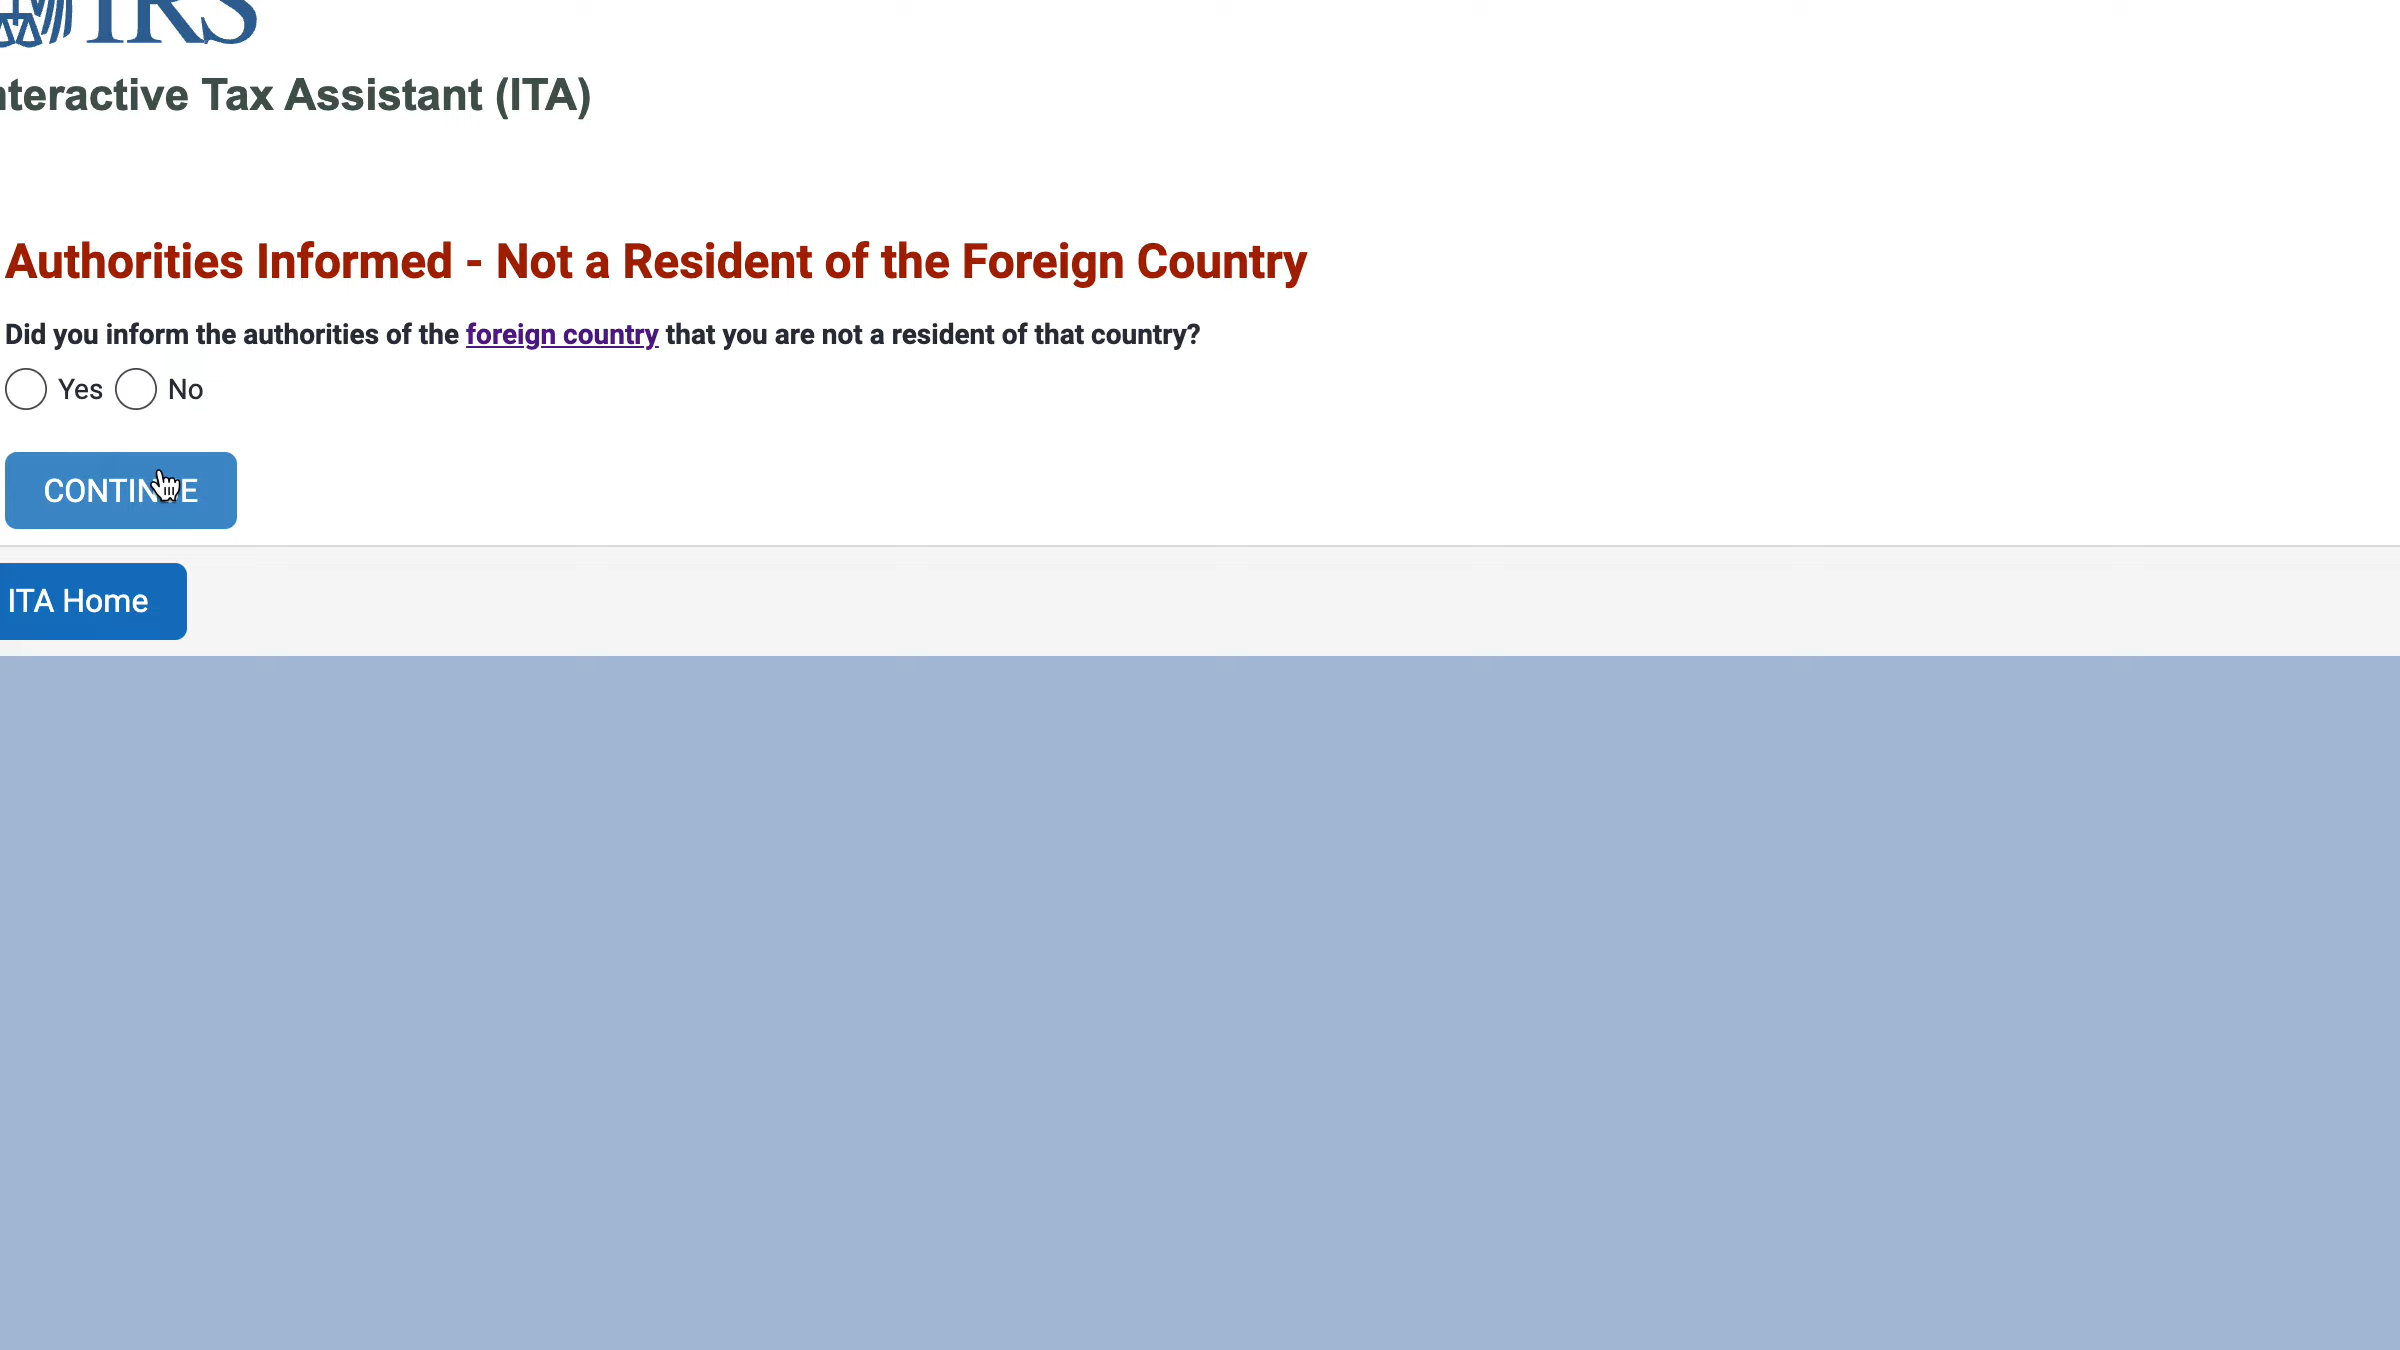 IRS
nteractive Tax Assistant (ITA)
Authorities Informed - Not a Resident of the Foreign Country
Did you inform the authorities of the foreign country that you are not a resident of that country?
Yes No
CONTINUE
ITA Home